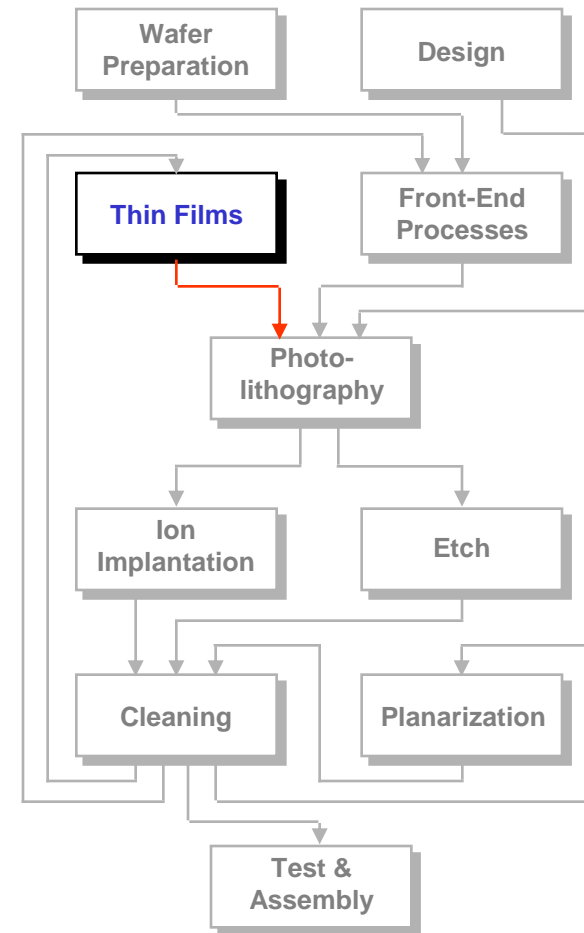 Wafer
Preparation
Design
Thin Films
Front-End
Processes
Photo-
lithography
Ion
Implantation
Etch
Cleaning
Planarization
Test &
Assembly